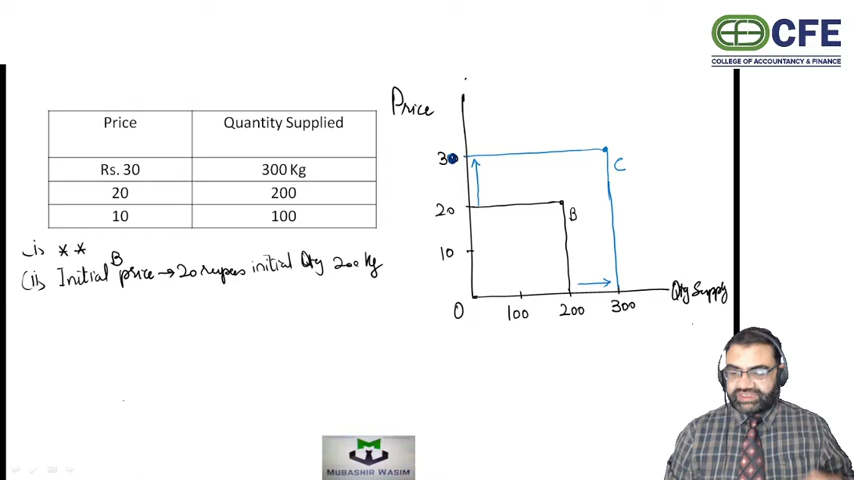 CFE
COLLEGE OF ACCOUNTANCY & FINANCE
Price Quantity Supplied
Rs. 30 300 Kg
20 200
10 100
(i) **
(ii) Initial price → 20 rupees initial Qty 200 kg
B
Price
30
20
10
0
100 200 300
Qty Supply
B
C
MUBASHIR WASIM